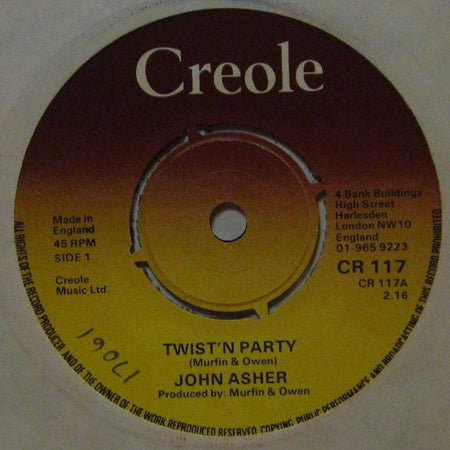 Creole
Made in
England
45 RPM
SIDE 1
Creole
Music Ltd.
4 Bank Buildings
High Street
Harlesden
London NW10
England
01-965 9223
CR 117
CR 117A
2.16
19061
TWIST'N PARTY
(Murfin & Owen)
JOHN ASHER
Produced by: Murfin & Owen
ALL RIGHTS OF THE RECORD PRODUCER AND OF THE OWNER OF THE WORK REPRODUCED RESERVED. COPYING, PUBLIC PERFORMANCE AND BROADCASTING OF THIS RECORD PROHIBITED